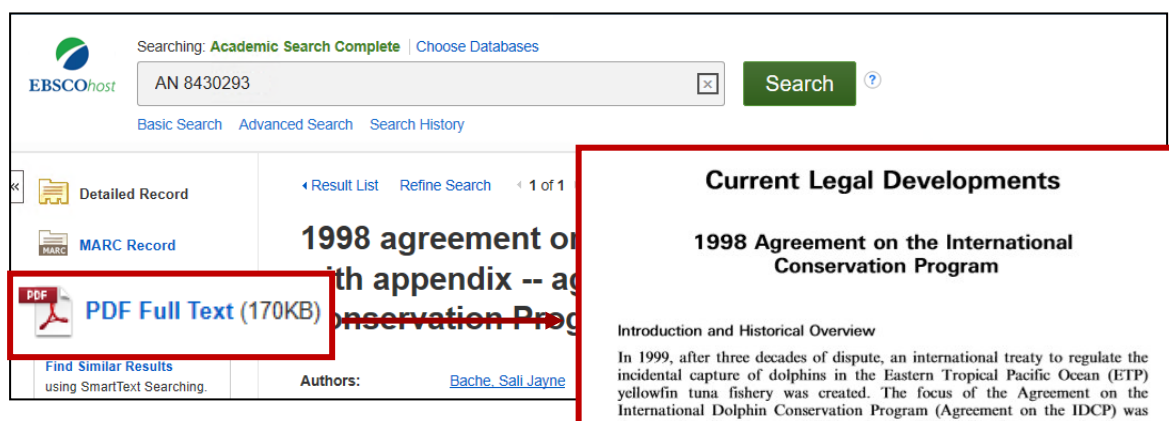 Searching: Academic Search Complete | Choose Databases
EBSCOhost
AN 8430293
Search
Basic Search Advanced Search Search History
Detailed Record
MARC
MARC Record
PDF
PDF Full Text (170KB)
Find Similar Results
using SmartText Searching.
Result List Refine Search 1 of 1
1998 agreement
with appendix --
Conservation
Authors: Bache, Sali Jayne
Current Legal Developments
1998 Agreement on the International
Conservation Program
Introduction and Historical Overview
In 1999, after three decades of dispute, an international treaty to regulate the
incidental capture of dolphins in the Eastern Tropical Pacific Ocean (ETP)
yellowfin tuna fishery was created. The focus of the Agreement on the
International Dolphin Conservation Program (Agreement on the IDCP) was